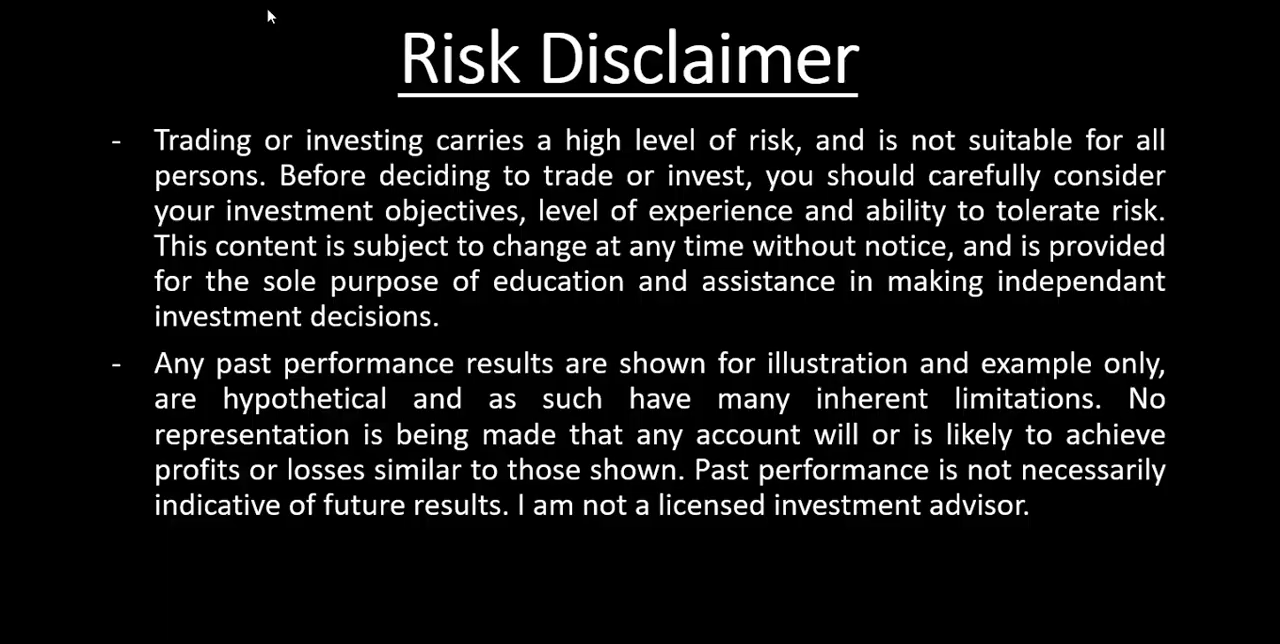 Risk Disclaimer
- Trading or investing carries a high level of risk, and is not suitable for all
persons. Before deciding to trade or invest, you should carefully consider
your investment objectives, level of experience and ability to tolerate risk.
This content is subject to change at any time without notice, and is provided
for the sole purpose of education and assistance in making independant
investment decisions.
- Any past performance results are shown for illustration and example only,
are hypothetical and as such have many inherent limitations. No
representation is being made that any account will or is likely to achieve
profits or losses similar to those shown. Past performance is not necessarily
indicative of future results. I am not a licensed investment advisor.